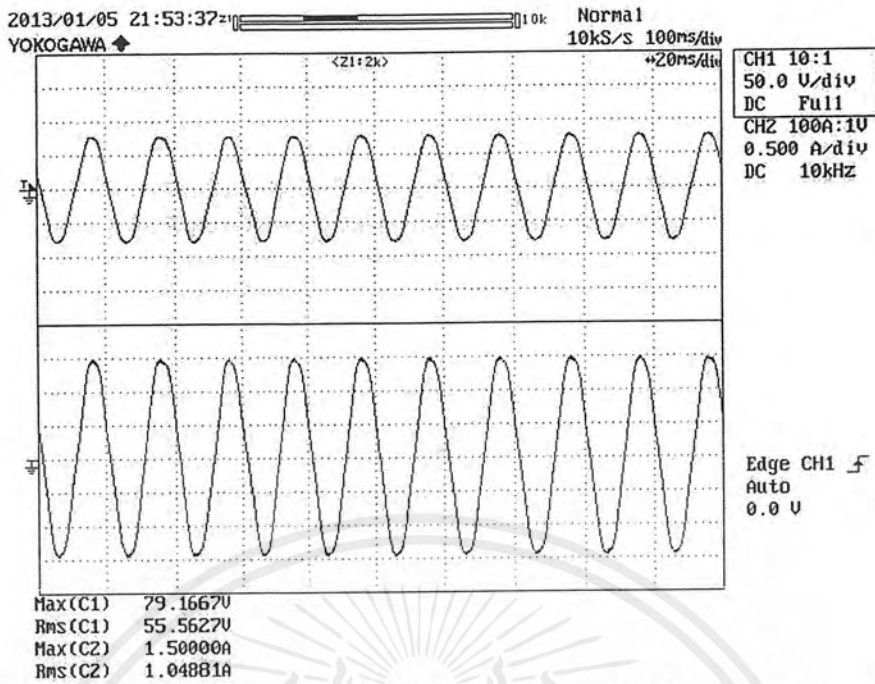 2013/01/05 21:53:37 Z1 10k Normal
YOKOGAWA 10kS/s 100ms/div
<Z1:2k> ↔20ms/div
CH1 10:1
50.0 V/div
DC Full
CH2 100A:1V
0.500 A/div
DC 10kHz
T
Edge CH1
Auto
0.0 V
Max(C1) 79.1667V
Rms(C1) 55.5627V
Max(C2) 1.50000A
Rms(C2) 1.04881A